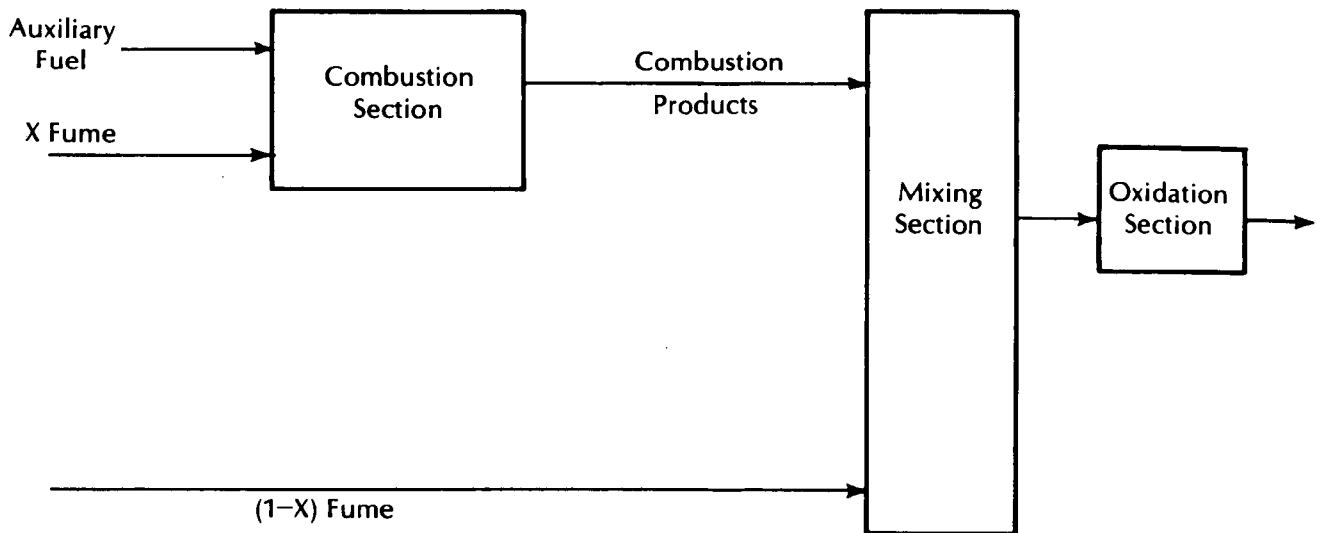 Auxiliary
Fuel
X Fume
Combustion
Section
Combustion
Products
Mixing
Section
Oxidation
Section
(1−X) Fume